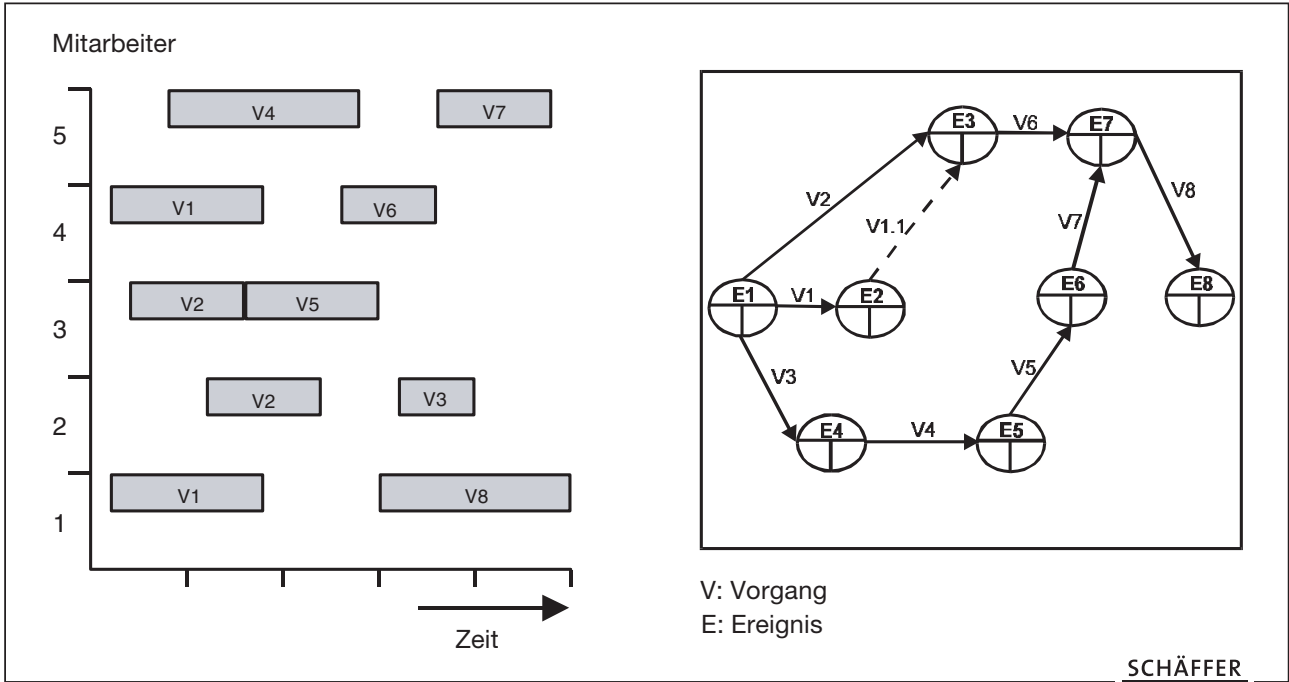 Mitarbeiter
5
V4
V7
4
V1
V6
3
V2
V5
2
V2
V3
1
V1
V8
Zeit
E3
V6
E7
V2
V1.1
V7
V8
E1
V1
E2
E6
E8
V3
V5
E4
V4
E5
V: Vorgang
E: Ereignis
SCHÄFFER